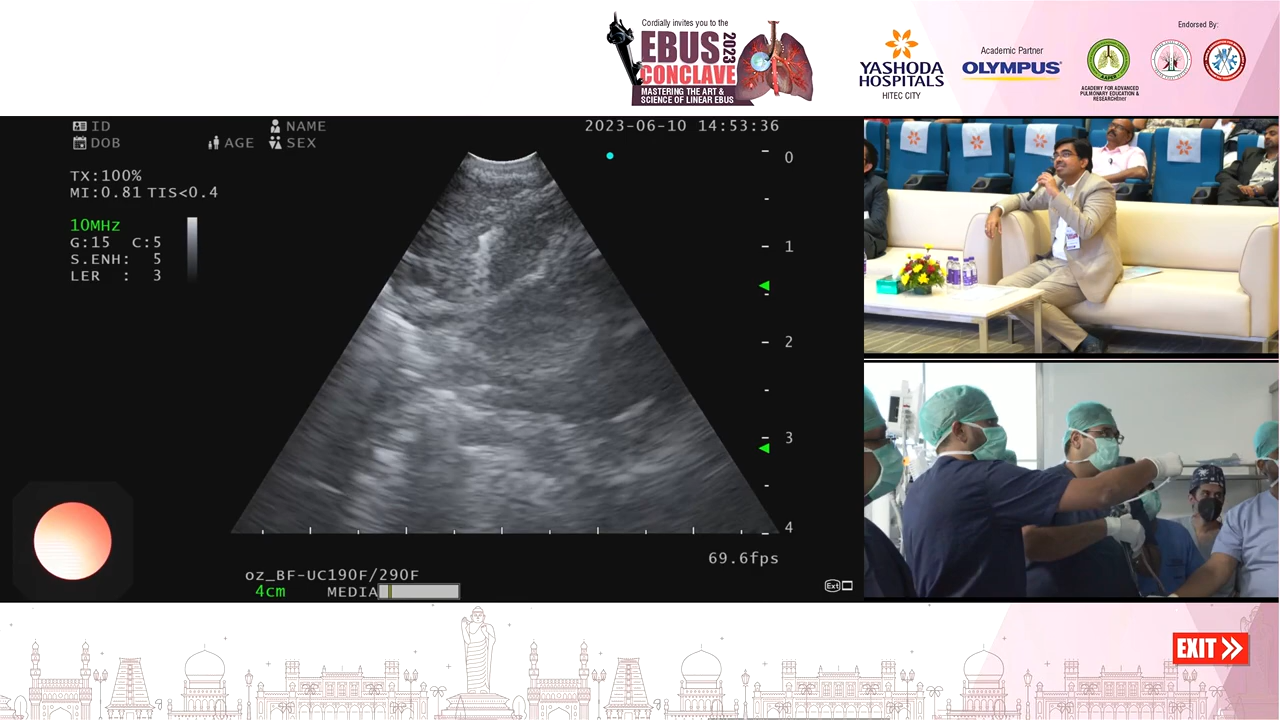 Cordially invites you to the
EBUS
2023
CONCLAVE
MASTERING THE ART &
SCIENCE OF LINEAR EBUS
YASHODA
HOSPITALS
HITEC CITY
Academic Partner
OLYMPUS
Endorsed By:
ACADEMY FOR ADVANCED
PULMONARY EDUCATION &
ID
NAME
DOB
AGE
SEX
2023-06-10 14:53:36
TX:100%
MI:0.81 TIS<0.4
10MHz
G:15 C:5
S.ENH: 5
LER : 3
0
1
2
3
4
69.6fps
oz_BF-UC190F/290F
4cm MEDIA
Ext
EXIT